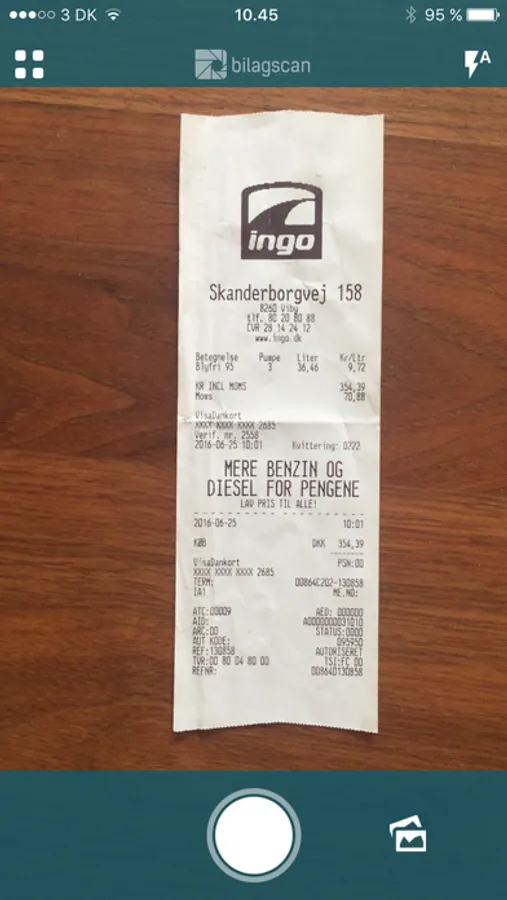 3 DK 10.45 95 %
bilagscan A
ingo
Skanderborgvej 158
8260 Viby
tlf. 80 20 80 88
CVR 28 14 24 12
www.ingo.dk
Betegnelse Pumpe Liter Kr/Ltr
Blyfri 95 3 36,46 9,72
KR INCL MOMS 354,39
Moms 70,88
VisaDankort
XXXX XXXX XXXX 2685
Verif. nr. 2558
2016-06-25 10:01 Kvittering: 0222
MERE BENZIN OG
DIESEL FOR PENGENE
LAV PRIS TIL ALLE!
2016-06-25 10:01
KØB DKK 354,39
VisaDankort PSN:00
XXXX XXXX XXXX 2685
TERM: 00864C202-130858
IA1 ME.NO:
ATC:00009 AED: 000000
AID: A0000000031010
ARC:00 STATUS:0000
AUT KODE: 095950
REF:130858 AUTORISERET
TVR:00 80 04 80 00 TSI:FC 00
REFNR: 008640130858